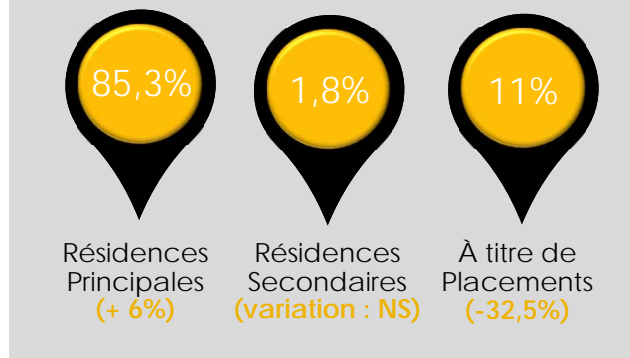 85,3%
1,8%
11%
Résidences
Principales
(+ 6%)
Résidences
Secondaires
(variation : NS)
À titre de
Placements
(-32,5%)